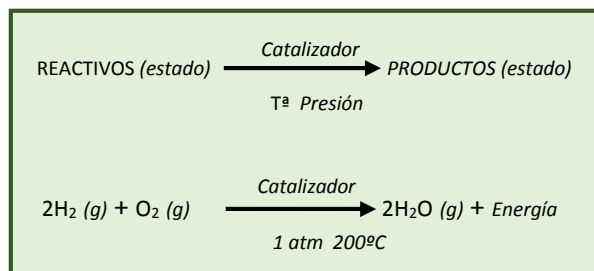 Catalizador
REACTIVOS (estado) PRODUCTOS (estado)
Tª Presión
Catalizador
2H₂ (g) + O₂ (g) 2H₂O (g) + Energía
1 atm 200ºC